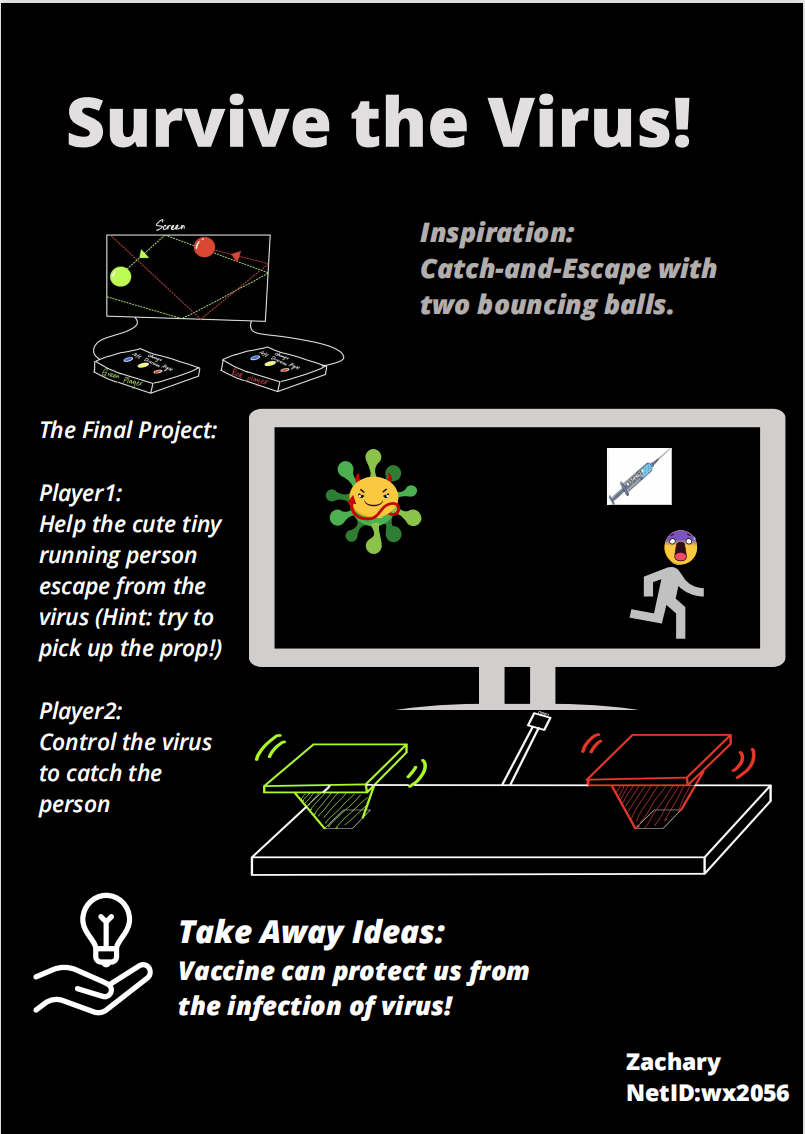 Survive the Virus!
Screen
Inspiration:
Catch-and-Escape with
two bouncing balls.
Green Player
Red Player
The Final Project:
Player1:
Help the cute tiny
running person
escape from the
virus (Hint: try to
pick up the prop!)
Player2:
Control the virus
to catch the
person
Take Away Ideas:
Vaccine can protect us from
the infection of virus!
Zachary
NetID:wx2056